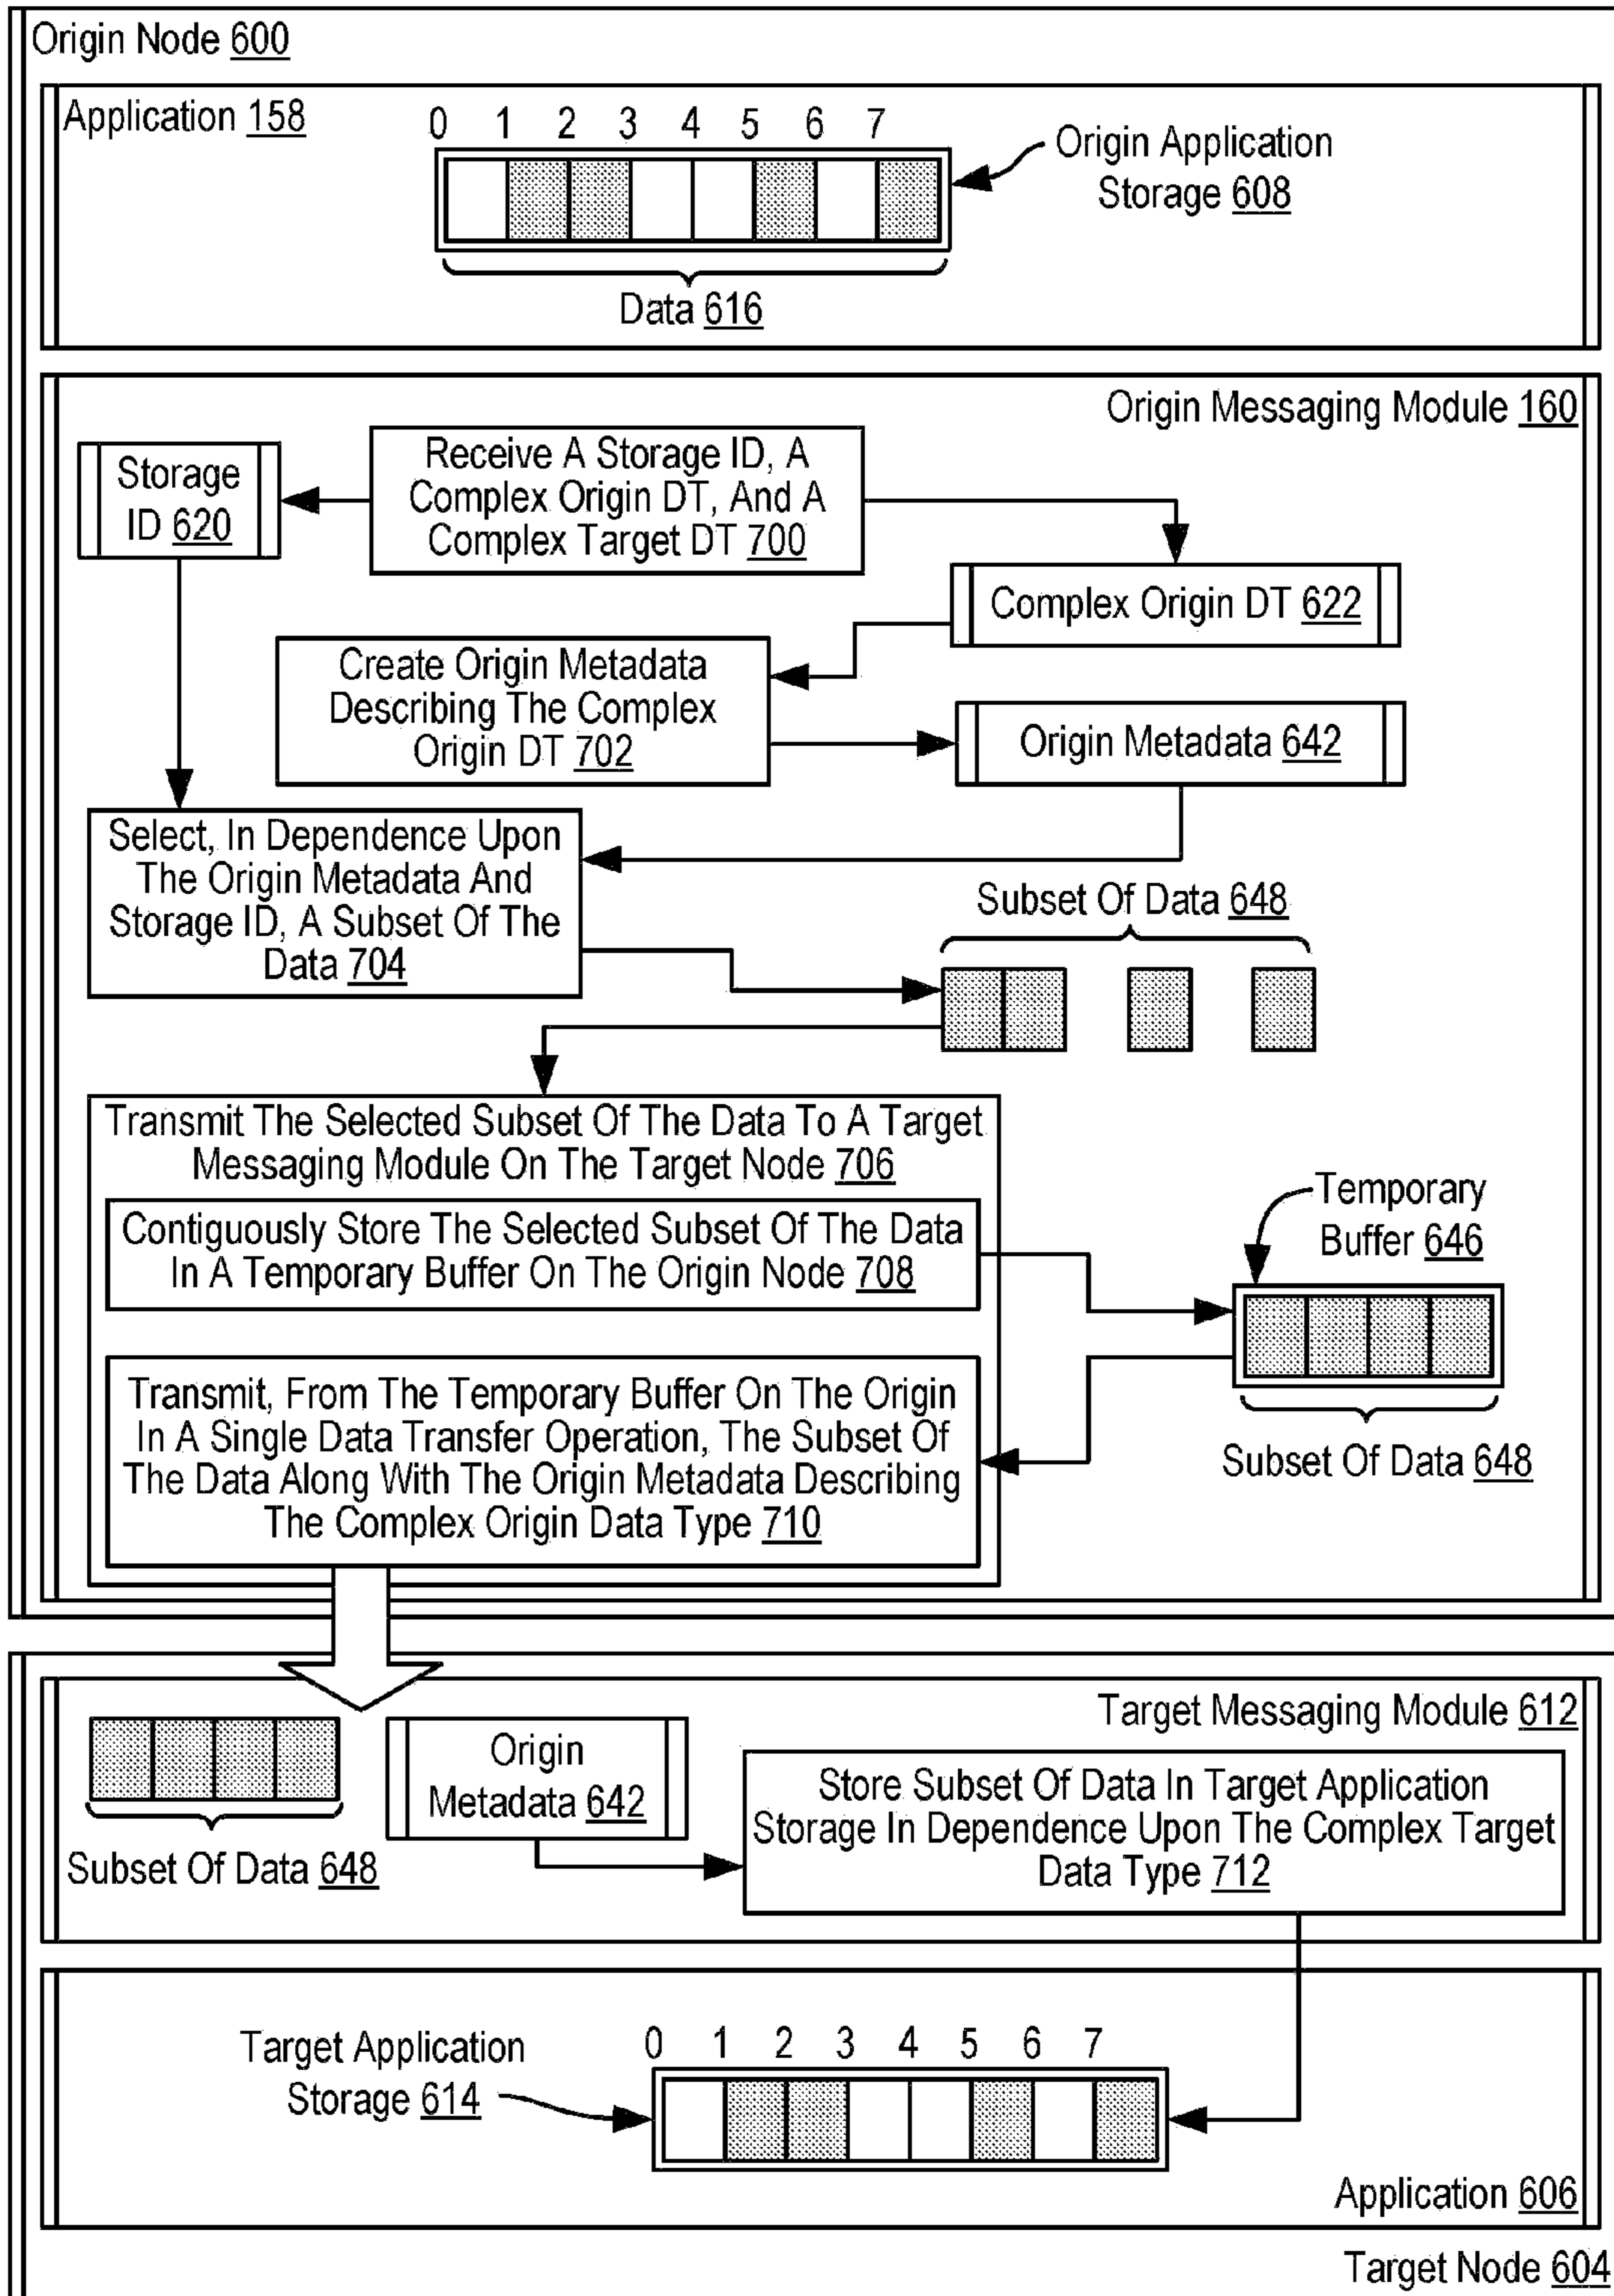 Origin Node 600
Application 158
0 1 2 3 4 5 6 7
Origin Application
Storage 608
Data 616
Origin Messaging Module 160
Storage
ID 620
Receive A Storage ID, A
Complex Origin DT, And A
Complex Target DT 700
Complex Origin DT 622
Create Origin Metadata
Describing The Complex
Origin DT 702
Origin Metadata 642
Select, In Dependence Upon
The Origin Metadata And
Storage ID, A Subset Of The
Data 704
Subset Of Data 648
Transmit The Selected Subset Of The Data To A Target
Messaging Module On The Target Node 706
Contiguously Store The Selected Subset Of The Data
In A Temporary Buffer On The Origin Node 708
Temporary
Buffer 646
Transmit, From The Temporary Buffer On The Origin
In A Single Data Transfer Operation, The Subset Of
The Data Along With The Origin Metadata Describing
The Complex Origin Data Type 710
Subset Of Data 648
Target Messaging Module 612
Subset Of Data 648
Origin
Metadata 642
Store Subset Of Data In Target Application
Storage In Dependence Upon The Complex Target
Data Type 712
Target Application
Storage 614
0 1 2 3 4 5 6 7
Application 606
Target Node 604